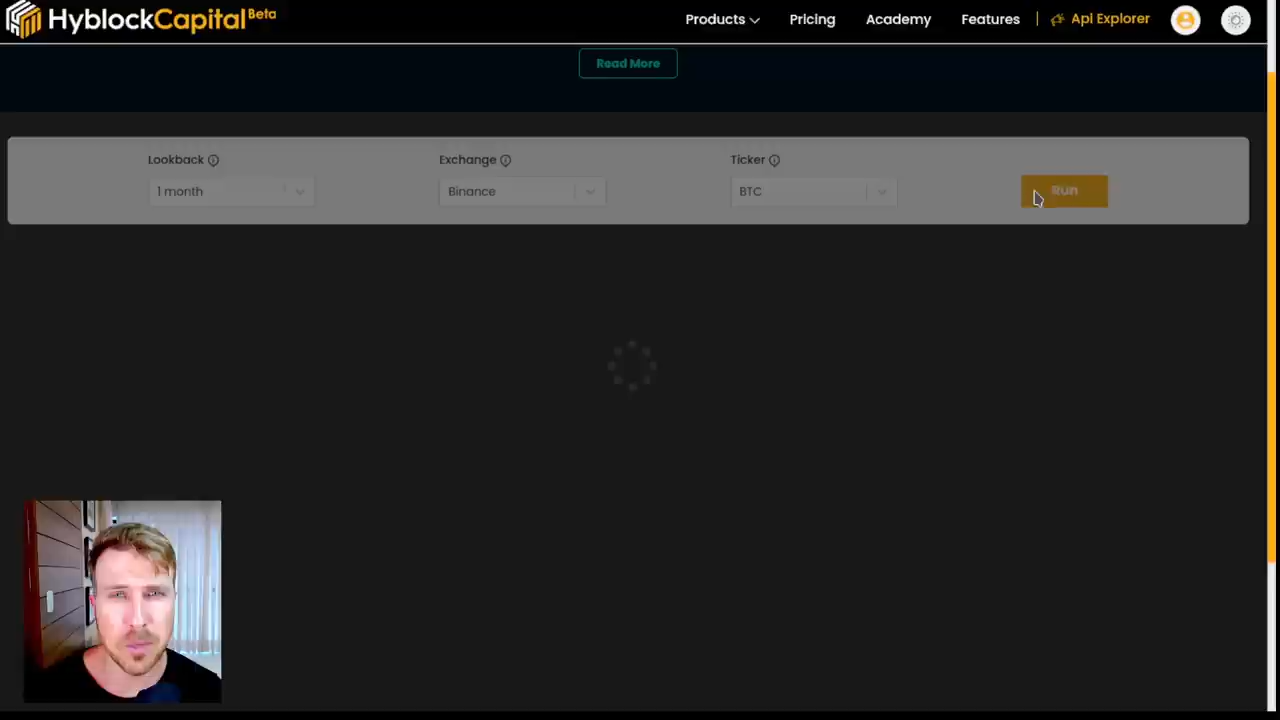 HyblockCapital Beta
Products Pricing Academy Features | Api Explorer
Read More
Lookback Exchange Ticker
1 month Binance BTC Run